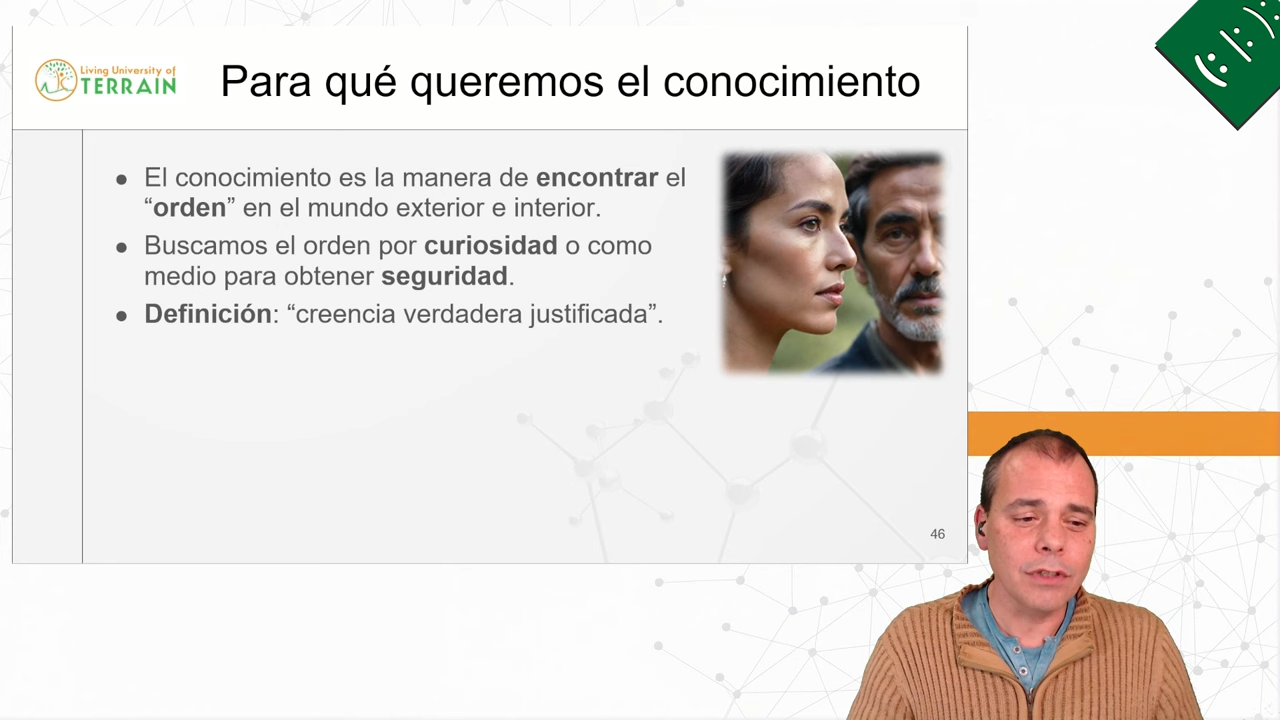 Living University of
TERRAIN
Para qué queremos el conocimiento
● El conocimiento es la manera de encontrar el
“orden” en el mundo exterior e interior.
● Buscamos el orden por curiosidad o como
medio para obtener seguridad.
● Definición: “creencia verdadera justificada”.
46
(:|:)